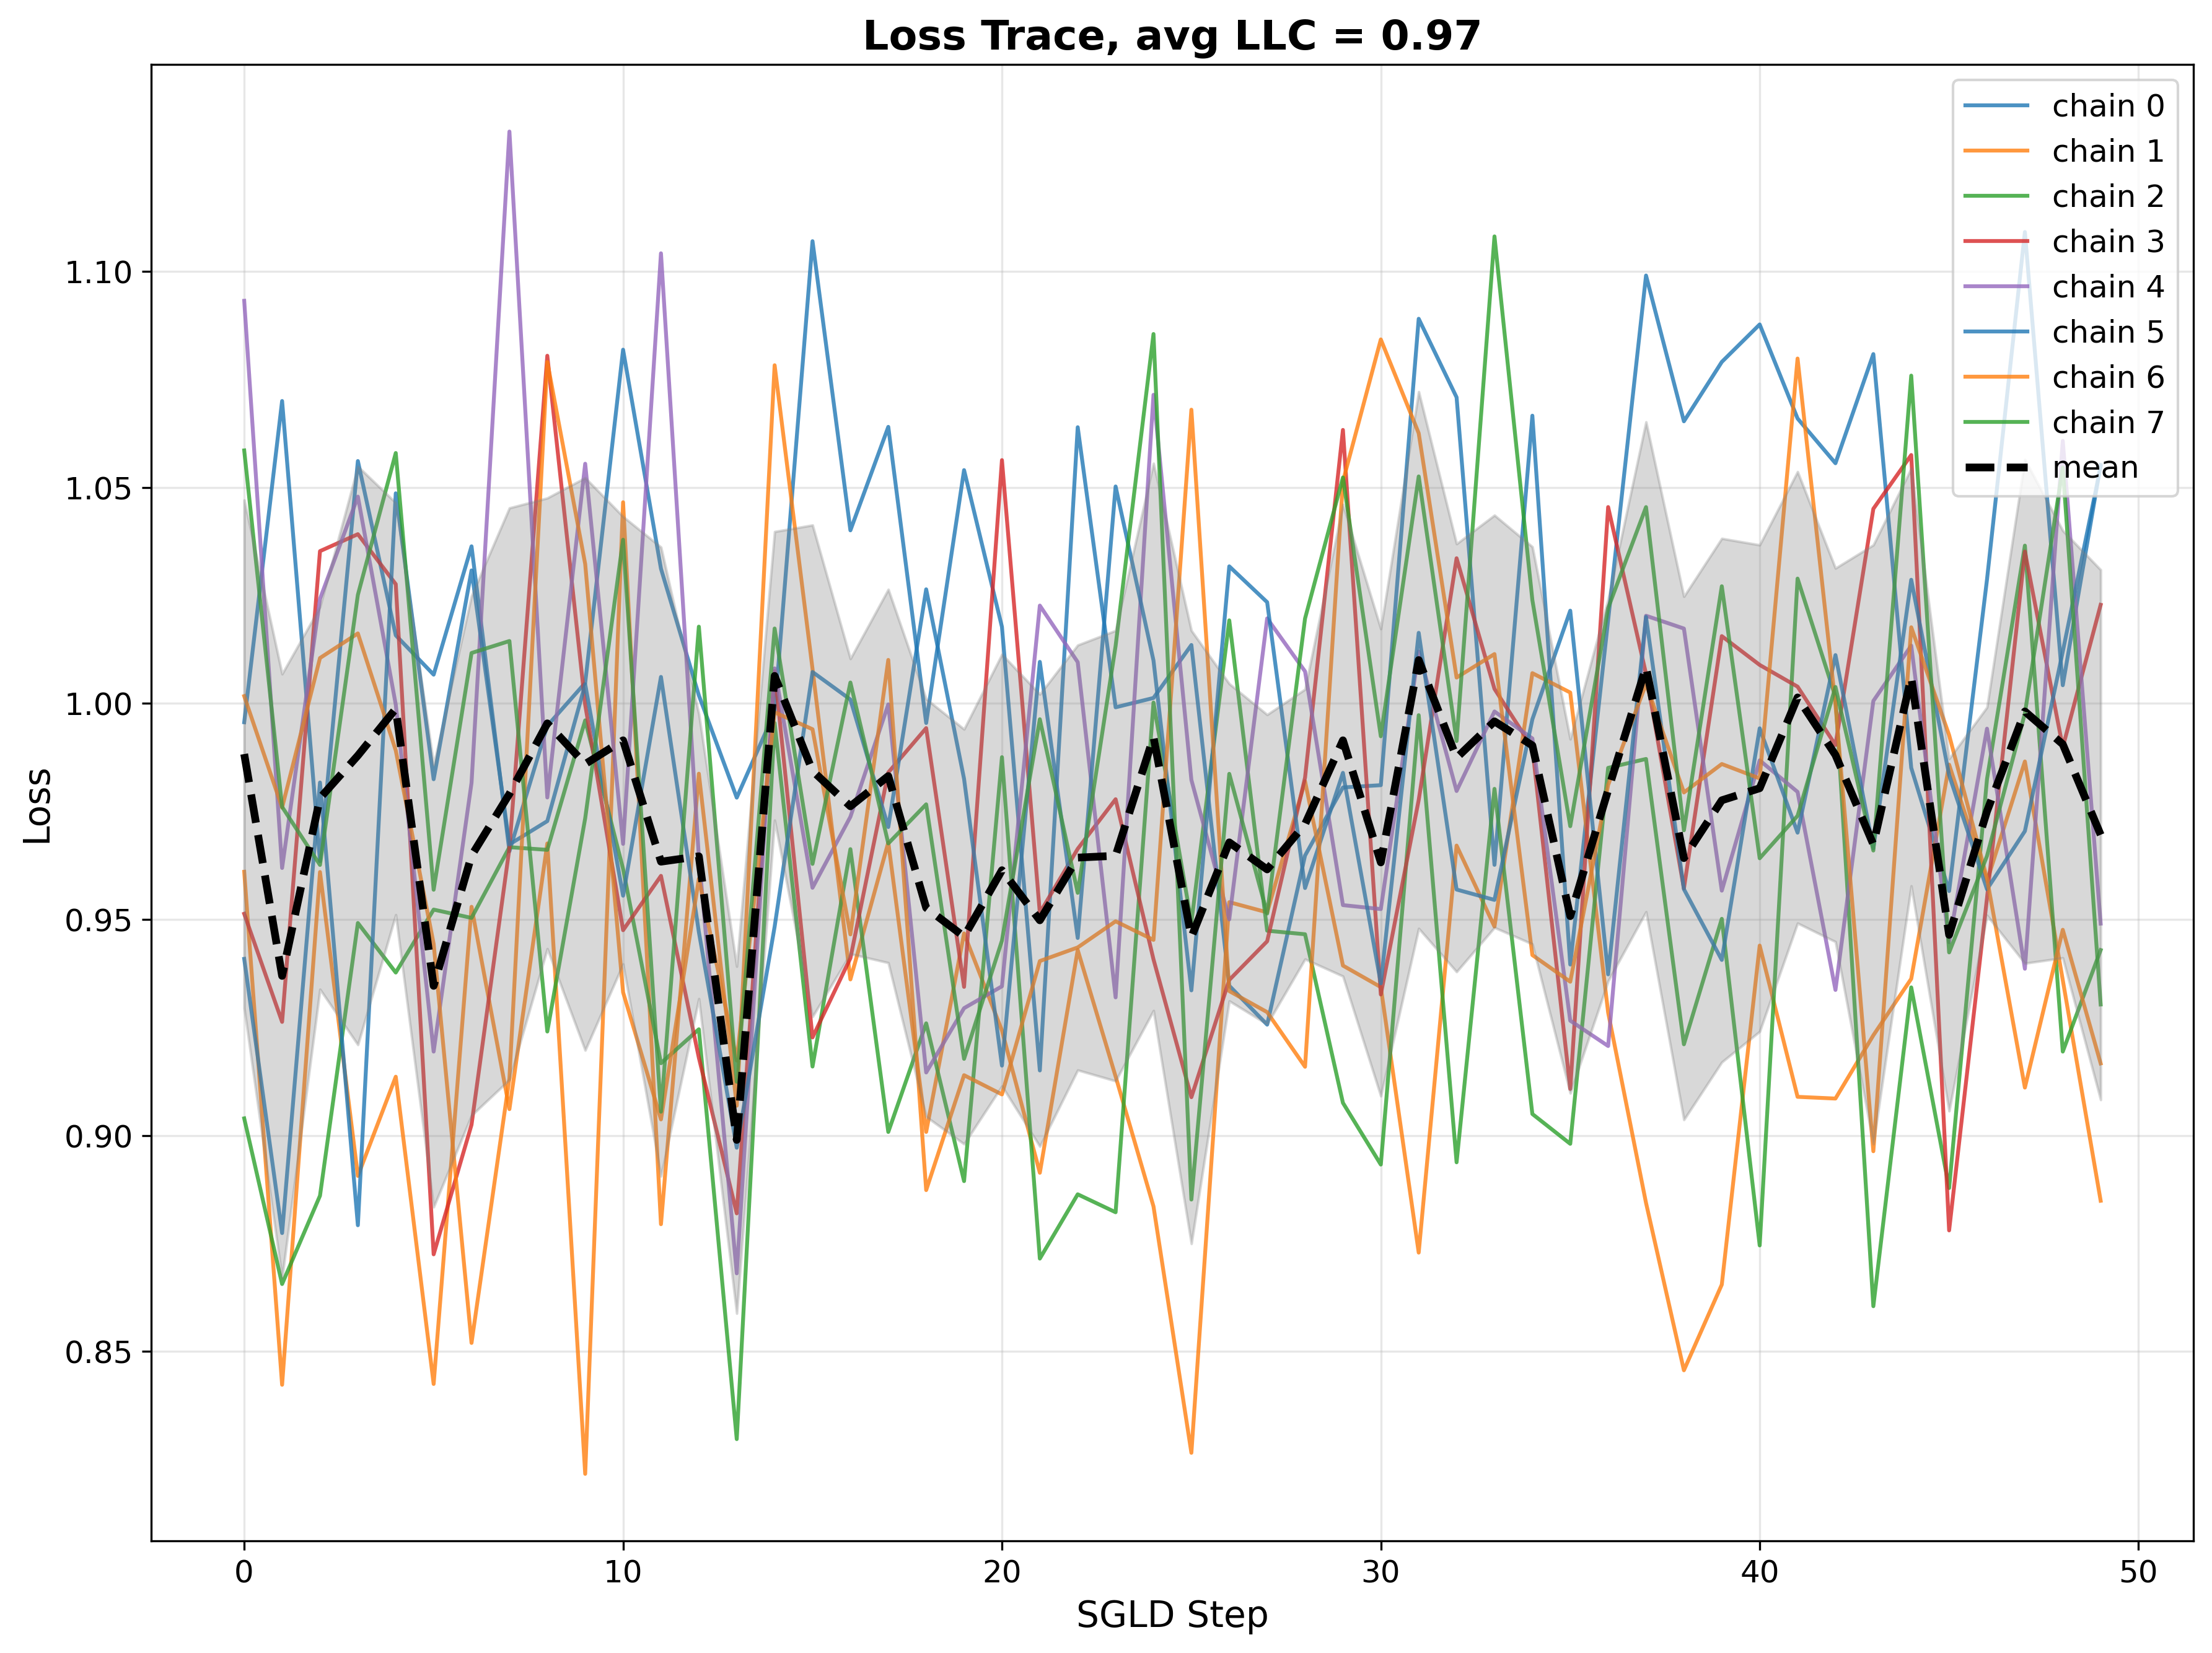 Loss Trace, avg LLC = 0.97
chain 0
chain 1
chain 2
chain 3
chain 4
chain 5
chain 6
chain 7
mean
Loss
1.10
1.05
1.00
0.95
0.90
0.85
0
10
20
30
40
50
SGLD Step